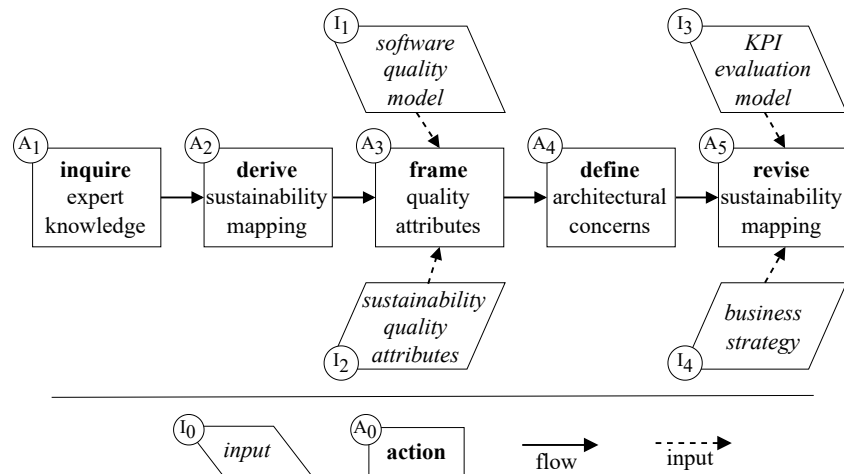 I1
software
quality
model
I3
KPI
evaluation
model
A1
inquire
expert
knowledge
A2
derive
sustainability
mapping
A3
frame
quality
attributes
A4
define
architectural
concerns
A5
revise
sustainability
mapping
sustainability
quality
attributes
I2
business
strategy
I4
I0
input
A0
action
flow
input